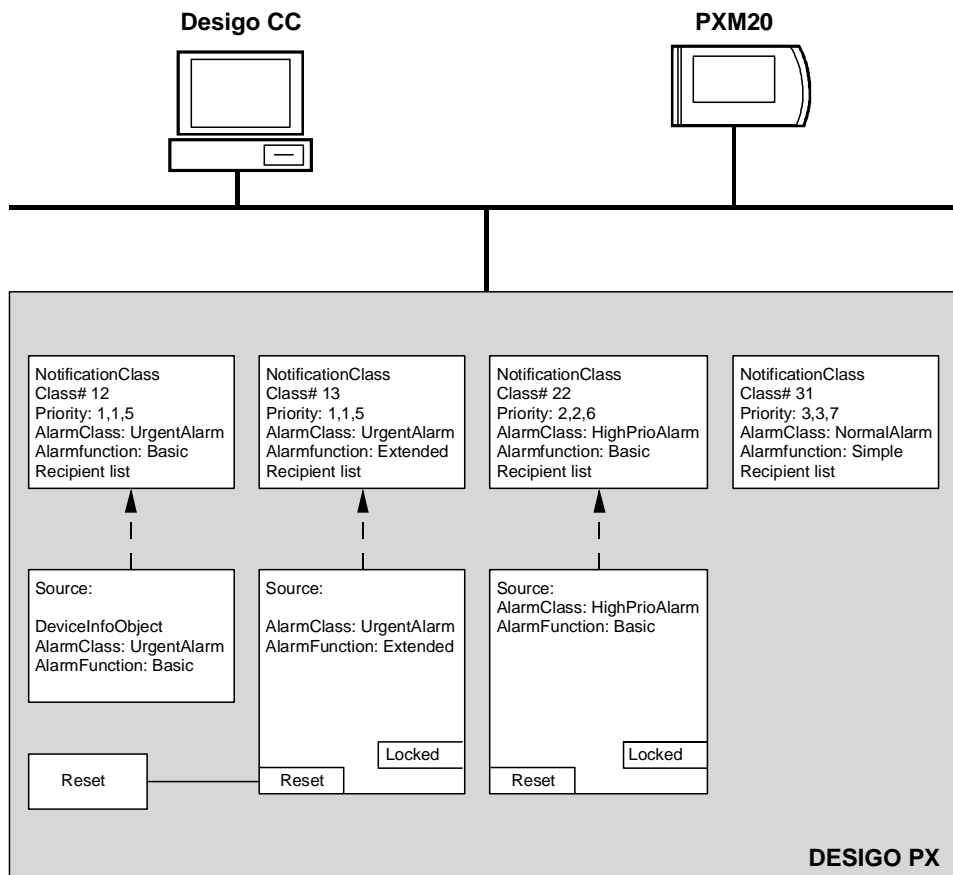 Desigo CC
PXM20
NotificationClass
Class# 12
Priority: 1,1,5
AlarmClass: UrgentAlarm
Alarmfunction: Basic
Recipient list
NotificationClass
Class# 13
Priority: 1,1,5
AlarmClass: UrgentAlarm
Alarmfunction: Extended
Recipient list
NotificationClass
Class# 22
Priority: 2,2,6
AlarmClass: HighPrioAlarm
Alarmfunction: Basic
Recipient list
NotificationClass
Class# 31
Priority: 3,3,7
AlarmClass: NormalAlarm
Alarmfunction: Simple
Recipient list
Source:
DeviceInfoObject
AlarmClass: UrgentAlarm
AlarmFunction: Basic
Source:
AlarmClass: UrgentAlarm
AlarmFunction: Extended
Locked
Reset
Source:
AlarmClass: HighPrioAlarm
AlarmFunction: Basic
Locked
Reset
Reset
DESIGO PX